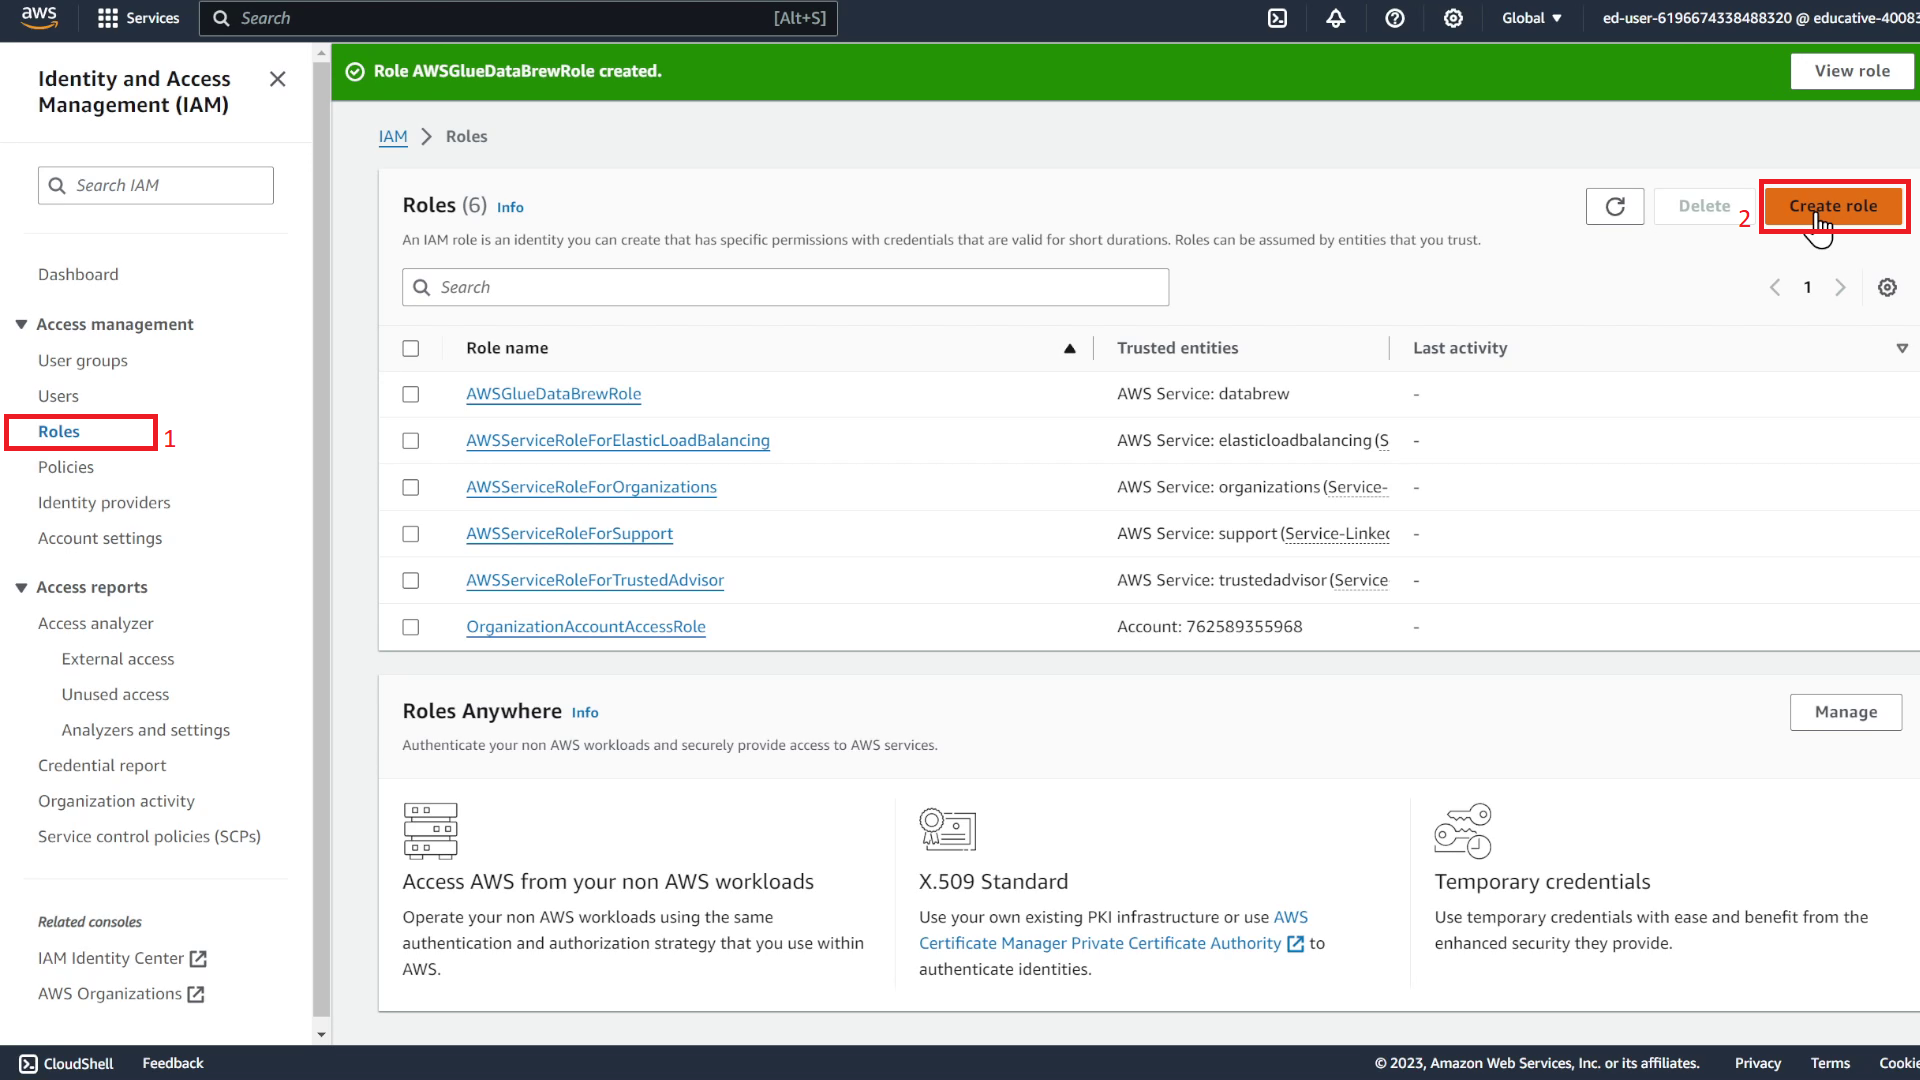 aws
Services
Search
[Alt+S]
Global ▼
ed-user-6196674338488320 @ educative-40083
Identity and Access
Management (IAM)
Search IAM
Dashboard
Access management
User groups
Users
Roles
1
Policies
Identity providers
Account settings
Access reports
Access analyzer
External access
Unused access
Analyzers and settings
Credential report
Organization activity
Service control policies (SCPs)
Related consoles
IAM Identity Center
AWS Organizations
Role AWSGlueDataBrewRole created.
View role
IAM > Roles
Roles (6) Info
Delete
2
Create role
An IAM role is an identity you can create that has specific permissions with credentials that are valid for short durations. Roles can be assumed by entities that you trust.
Search
1
Role name
Trusted entities
Last activity
AWSGlueDataBrewRole
AWS Service: databrew
-
AWSServiceRoleForElasticLoadBalancing
AWS Service: elasticloadbalancing (S
-
AWSServiceRoleForOrganizations
AWS Service: organizations (Service-
-
AWSServiceRoleForSupport
AWS Service: support (Service-Linked
-
AWSServiceRoleForTrustedAdvisor
AWS Service: trustedadvisor (Service
-
OrganizationAccountAccessRole
Account: 762589355968
-
Roles Anywhere Info
Manage
Authenticate your non AWS workloads and securely provide access to AWS services.
Access AWS from your non AWS workloads
Operate your non AWS workloads using the same
authentication and authorization strategy that you use within
AWS.
X.509 Standard
Use your own existing PKI infrastructure or use AWS
Certificate Manager Private Certificate Authority to
authenticate identities.
Temporary credentials
Use temporary credentials with ease and benefit from the
enhanced security they provide.
CloudShell
Feedback
© 2023, Amazon Web Services, Inc. or its affiliates.
Privacy
Terms
Cookie